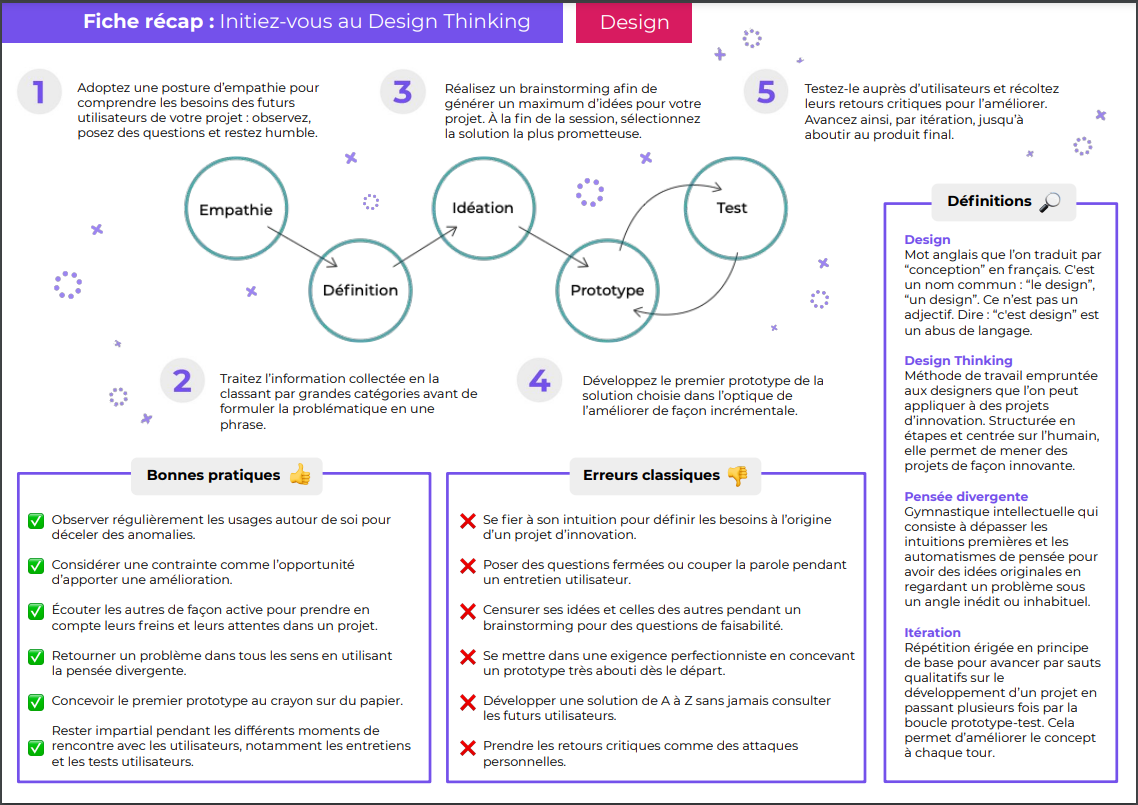 Fiche récap : Initiez-vous au Design Thinking
Design
1
Adoptez une posture d'empathie pour
comprendre les besoins des futurs
utilisateurs de votre projet : observez,
posez des questions et restez humble.
3
Réalisez un brainstorming afin de
générer un maximum d'idées pour votre
projet. À la fin de la session, sélectionnez
la solution la plus prometteuse.
5
Testez-le auprès d'utilisateurs et récoltez
leurs retours critiques pour l'améliorer.
Avancez ainsi, par itération, jusqu'à
aboutir au produit final.
Empathie
Définition
Idéation
Prototype
Test
2
Traitez l'information collectée en la
classant par grandes catégories avant de
formuler la problématique en une
phrase.
4
Développez le premier prototype de la
solution choisie dans l'optique de
l'améliorer de façon incrémentale.
Bonnes pratiques
Observer régulièrement les usages autour de soi pour
déceler des anomalies.
Considérer une contrainte comme l'opportunité
d'apporter une amélioration.
Écouter les autres de façon active pour prendre en
compte leurs freins et leurs attentes dans un projet.
Retourner un problème dans tous les sens en utilisant
la pensée divergente.
Concevoir le premier prototype au crayon sur du papier.
Rester impartial pendant les différents moments de
rencontre avec les utilisateurs, notamment les entretiens
et les tests utilisateurs.
Erreurs classiques
Se fier à son intuition pour définir les besoins à l'origine
d'un projet d'innovation.
Poser des questions fermées ou couper la parole pendant
un entretien utilisateur.
Censurer ses idées et celles des autres pendant un
brainstorming pour des questions de faisabilité.
Se mettre dans une exigence perfectionniste en concevant
un prototype très abouti dès le départ.
Développer une solution de A à Z sans jamais consulter
les futurs utilisateurs.
Prendre les retours critiques comme des attaques
personnelles.
Définitions
Design
Mot anglais que l'on traduit par
"conception" en français. C'est
un nom commun : "le design",
"un design". Ce n'est pas un
adjectif. Dire : "c'est design" est
un abus de langage.
Design Thinking
Méthode de travail empruntée
aux designers que l'on peut
appliquer à des projets
d'innovation. Structurée en
étapes et centrée sur l'humain,
elle permet de mener des
projets de façon innovante.
Pensée divergente
Gymnastique intellectuelle qui
consiste à dépasser les
intuitions premières et les
automatismes de pensée pour
avoir des idées originales en
regardant un problème sous
un angle inédit ou inhabituel.
Itération
Répétition érigée en principe
de base pour avancer par sauts
qualitatifs sur le
développement d'un projet en
passant plusieurs fois par la
boucle prototype-test. Cela
permet d'améliorer le concept
à chaque tour.